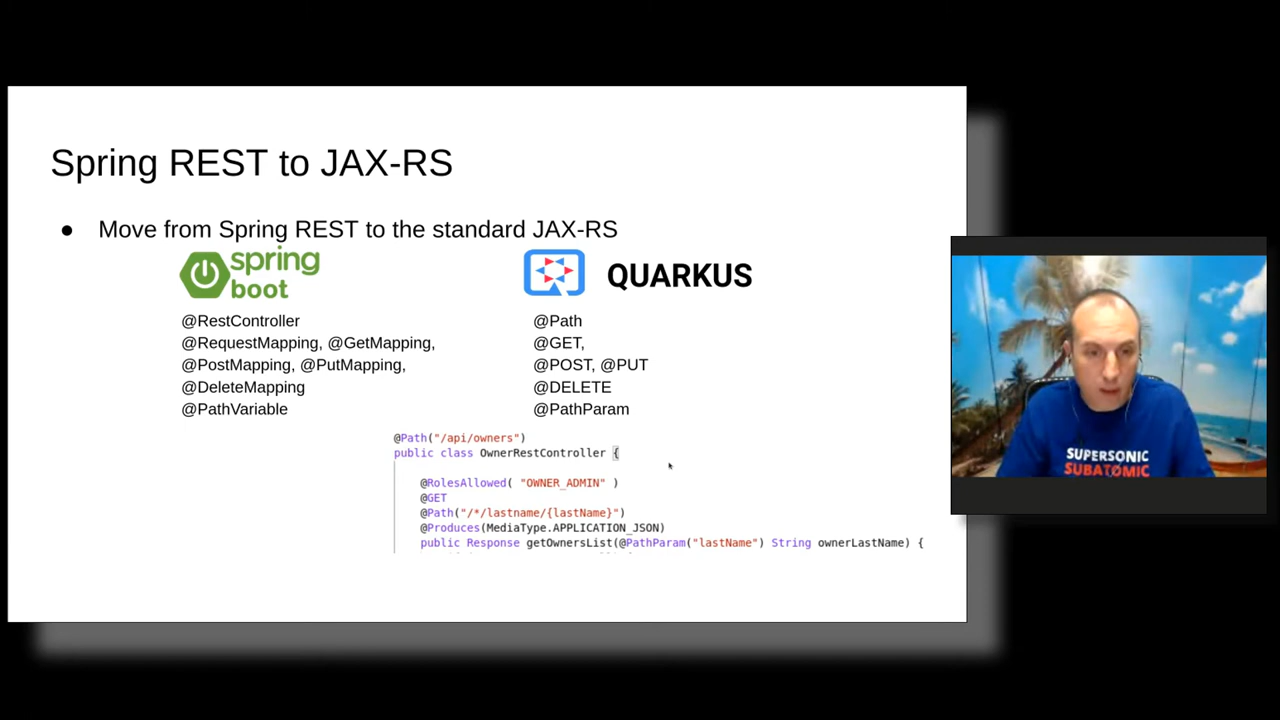 Spring REST to JAX-RS
● Move from Spring REST to the standard JAX-RS
spring
boot
QUARKUS
@RestController
@RequestMapping, @GetMapping,
@PostMapping, @PutMapping,
@DeleteMapping
@PathVariable
@Path
@GET,
@POST, @PUT
@DELETE
@PathParam
@Path("/api/owners")
public class OwnerRestController {
@RolesAllowed( "OWNER_ADMIN" )
@GET
@Path("/*/lastname/{lastName}")
@Produces(MediaType.APPLICATION_JSON)
public Response getOwnersList(@PathParam("lastName") String ownerLastName) {
SUPERSONIC
SUBATOMIC